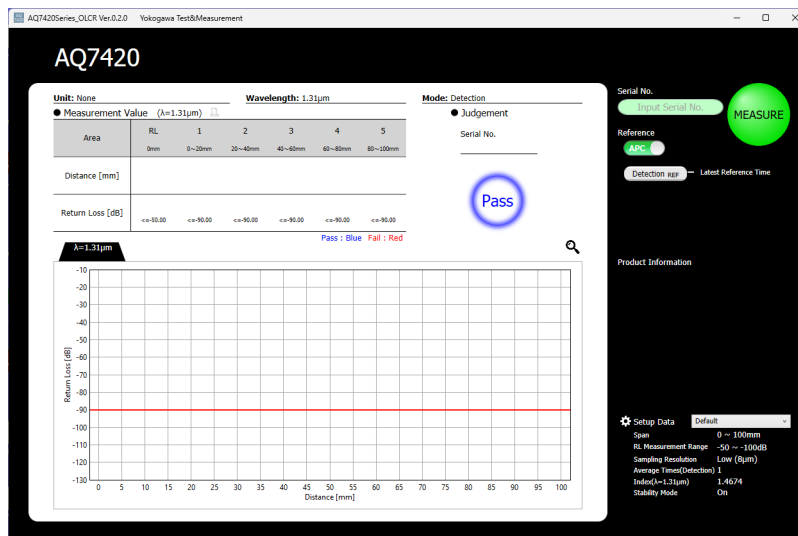 AQ7420Series_OLCR Ver.0.2.0 Yokogawa Test&Measurement
AQ7420
Unit: None Wavelength: 1.31μm Mode: Detection
● Measurement Value (λ=1.31μm)
● Judgement
Area RL 1 2 3 4 5
0mm 0～20mm 20～40mm 40～60mm 60～80mm 80～100mm
Distance [mm]
Return Loss [dB] <=-50.00 <=-90.00 <=-90.00 <=-90.00 <=-90.00 <=-90.00
Pass : Blue Fail : Red
Serial No.
Pass
λ=1.31μm
Return Loss [dB]
-10
-20
-30
-40
-50
-60
-70
-80
-90
-100
-110
-120
-130
0 5 10 15 20 25 30 35 40 45 50 55 60 65 70 75 80 85 90 95 100
Distance [mm]
Serial No.
Input Serial No.
MEASURE
Reference
APC
Detection REF Latest Reference Time
Product Information
Setup Data Default
Span 0 ~ 100mm
RL Measurement Range -50 ~ -100dB
Sampling Resolution Low (8μm)
Average Times(Detection) 1
Index(λ=1.31μm) 1.4674
Stability Mode On